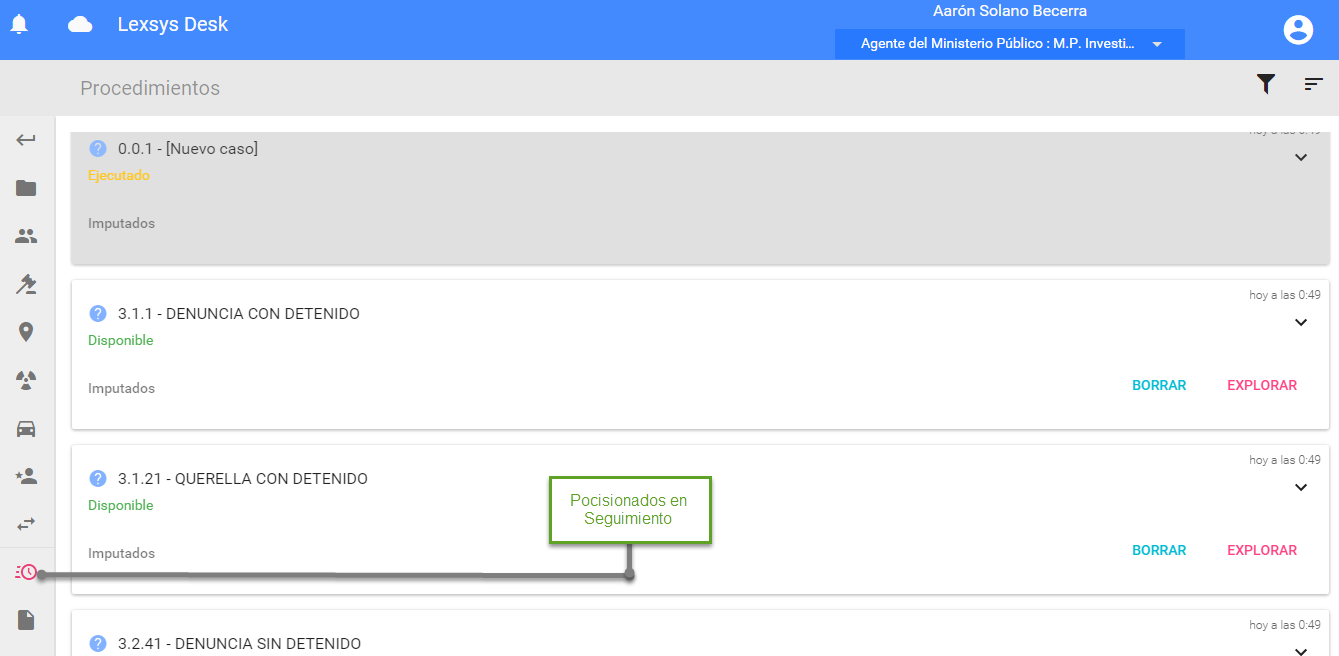 Lexsys Desk
Aarón Solano Becerra
Agente del Ministerio Público : M.P. Investi...
Procedimientos
hoy a las 0:49
0.0.1 - [Nuevo caso]
Ejecutado
Imputados
hoy a las 0:49
3.1.1 - DENUNCIA CON DETENIDO
Disponible
Imputados
BORRAR
EXPLORAR
hoy a las 0:49
3.1.21 - QUERELLA CON DETENIDO
Disponible
Pocisionados en
Seguimiento
Imputados
BORRAR
EXPLORAR
hoy a las 0:49
3.2.41 - DENUNCIA SIN DETENIDO